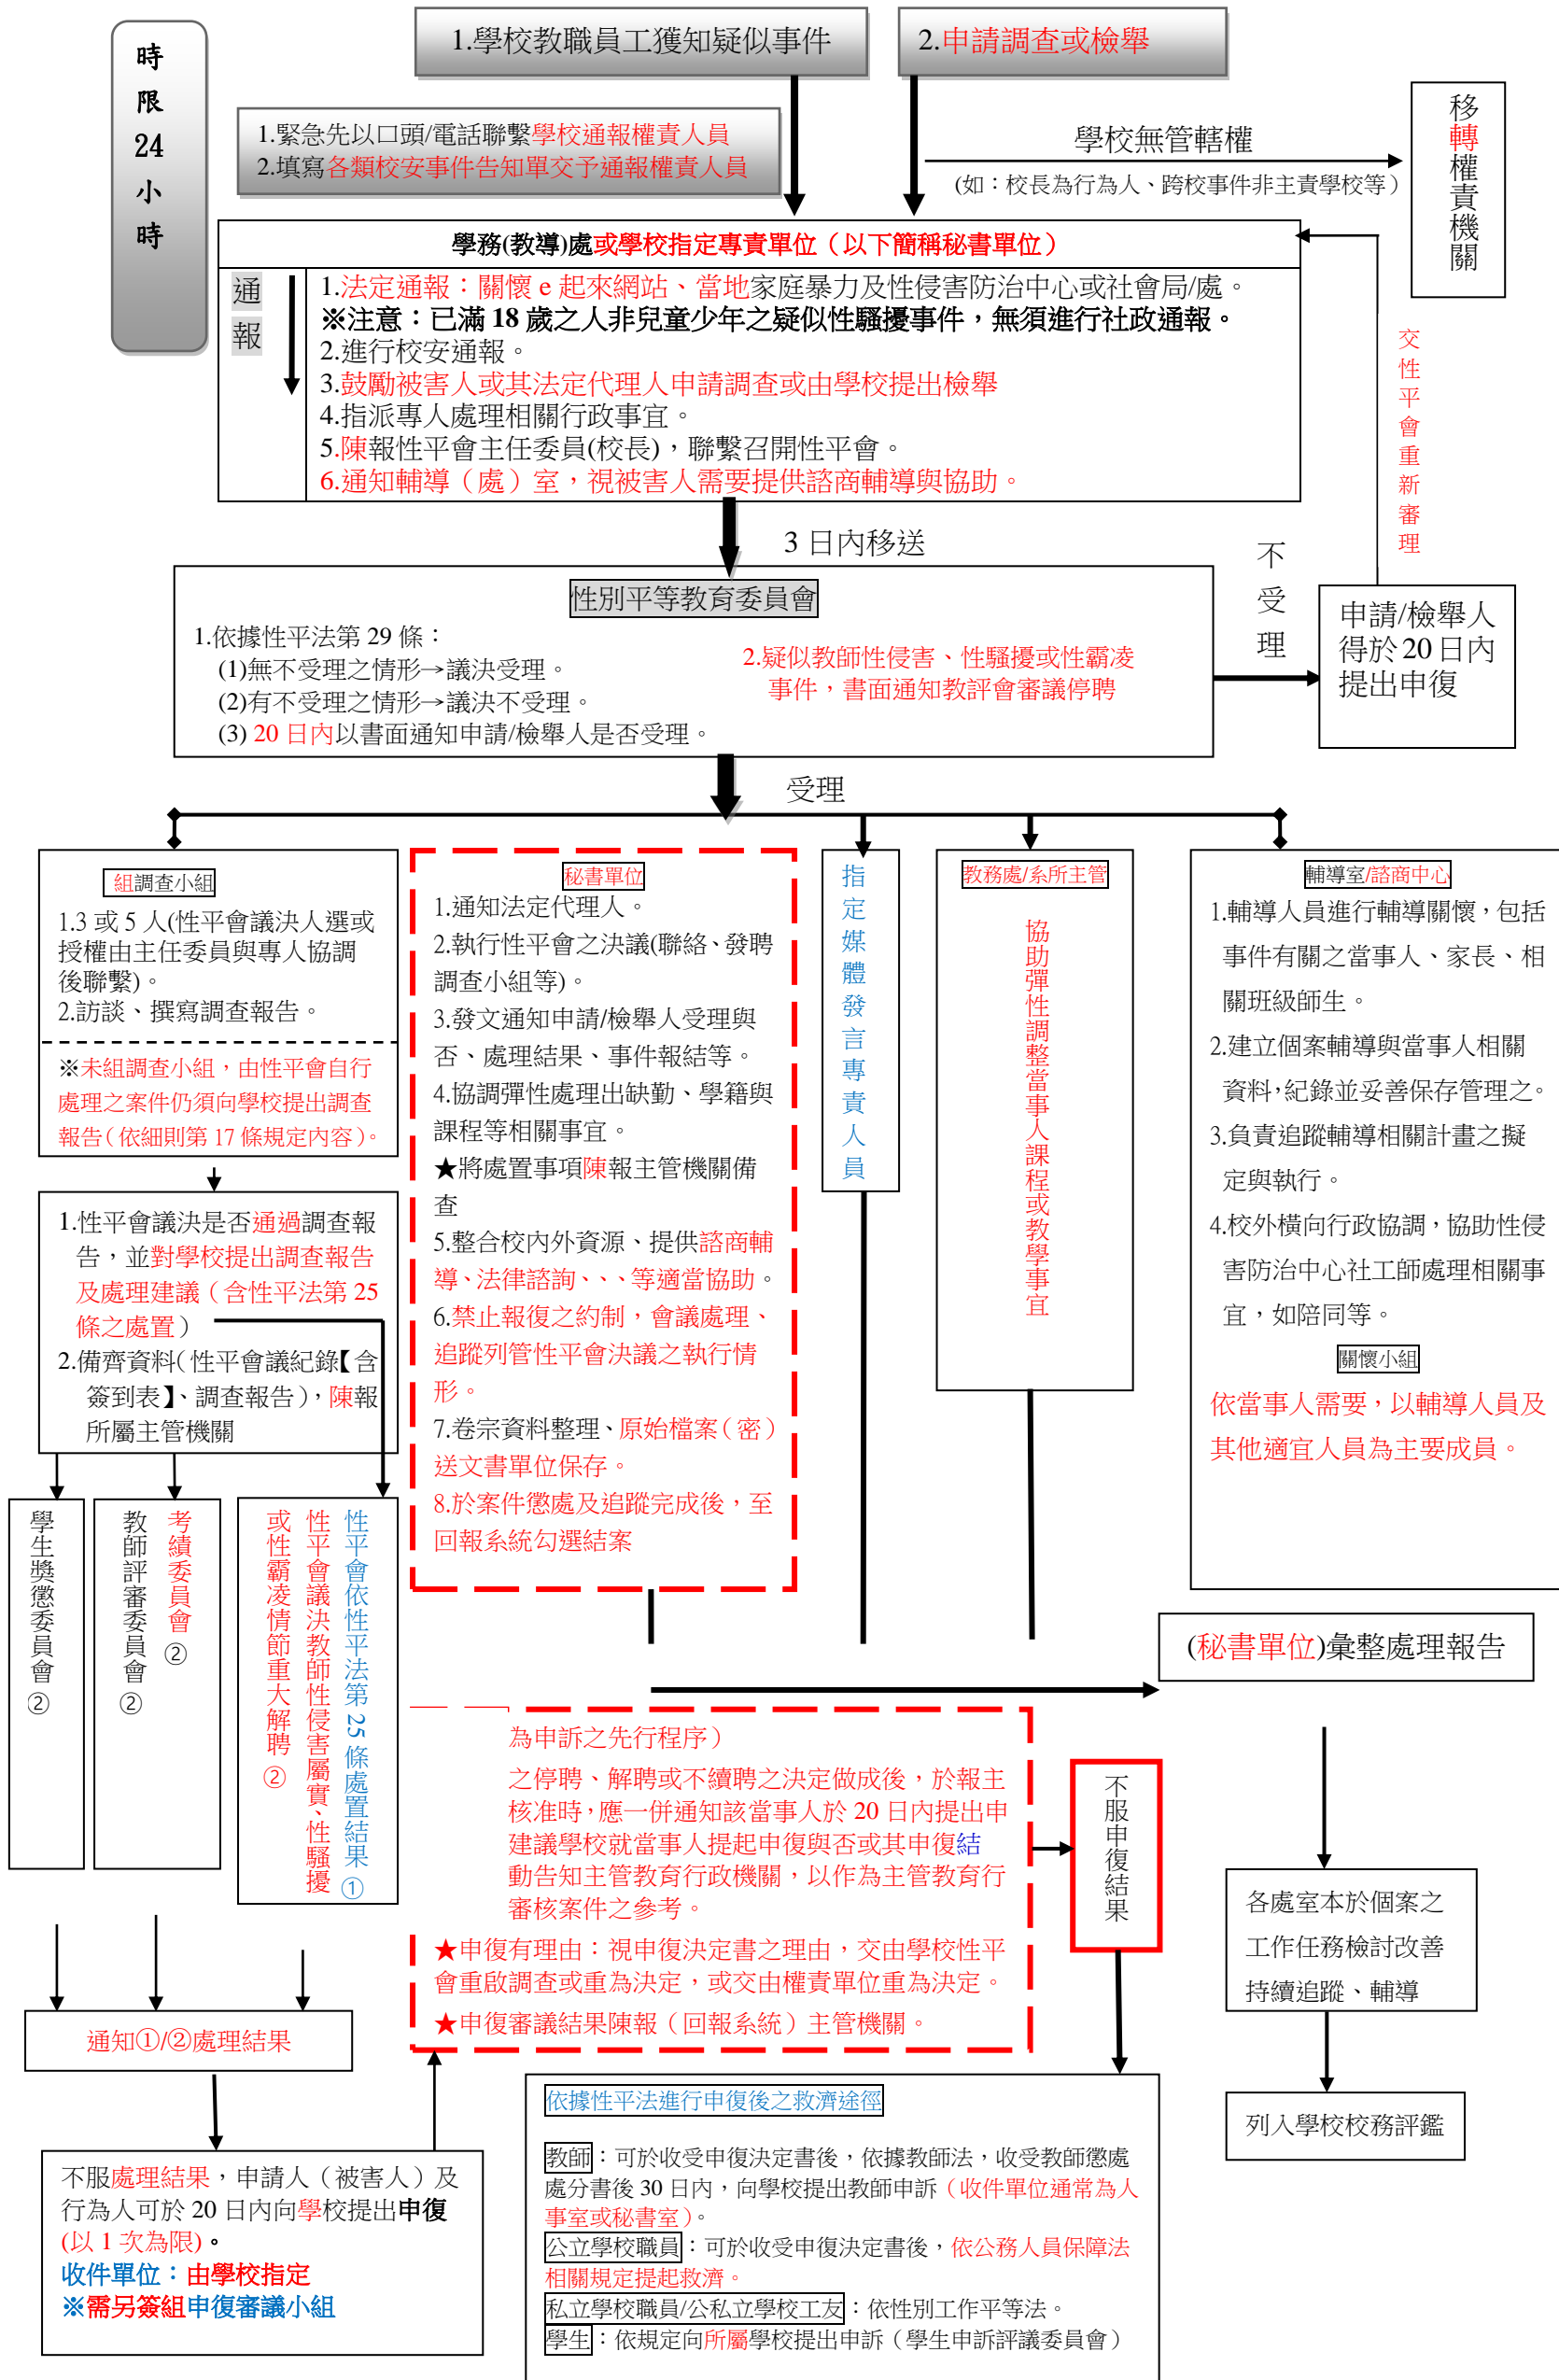 時
限
24
小
時
1.學校教職員工獲知疑似事件
2.申請調查或檢舉
1.緊急先以口頭/電話聯繫學校通報權責人員
2.填寫各類校安事件告知單交予通報權責人員
學校無管轄權
(如：校長為行為人、跨校事件非主責學校等）
移轉權責機關
學務(教導)處或學校指定專責單位（以下簡稱秘書單位）
通
報
1.法定通報：關懷 e 起來網站、當地家庭暴力及性侵害防治中心或社會局/處。
※注意：已滿 18 歲之人非兒童少年之疑似性騷擾事件，無須進行社政通報。
2.進行校安通報。
3.鼓勵被害人或其法定代理人申請調查或由學校提出檢舉
4.指派專人處理相關行政事宜。
5.陳報性平會主任委員(校長)，聯繫召開性平會。
6.通知輔導（處）室，視被害人需要提供諮商輔導與協助。
交性平會重新審理
3 日內移送
性別平等教育委員會
1.依據性平法第 29 條：
(1)無不受理之情形→議決受理。
(2)有不受理之情形→議決不受理。
(3) 20 日內以書面通知申請/檢舉人是否受理。
2.疑似教師性侵害、性騷擾或性霸凌
事件，書面通知教評會審議停聘
不受理
申請/檢舉人
得於 20 日內
提出申復
受理
組調查小組
1.3 或 5 人(性平會議決人選或
授權由主任委員與專人協調
後聯繫)。
2.訪談、撰寫調查報告。
※未組調查小組，由性平會自行
處理之案件仍須向學校提出調查
報告（依細則第 17 條規定內容）。
秘書單位
1.通知法定代理人。
2.執行性平會之決議(聯絡、發聘
調查小組等)。
3.發文通知申請/檢舉人受理與
否、處理結果、事件報結等。
4.協調彈性處理出缺勤、學籍與
課程等相關事宜。
★將處置事項陳報主管機關備
查
5.整合校內外資源、提供諮商輔
導、法律諮詢、、、等適當協助。
6.禁止報復之約制，會議處理、
追蹤列管性平會決議之執行情
形。
7.卷宗資料整理、原始檔案（密）
送文書單位保存。
8.於案件懲處及追蹤完成後，至
回報系統勾選結案
指定媒體發言專責人員
教務處/系所主管
協助彈性調整當事人課程或教學事宜
輔導室/諮商中心
1.輔導人員進行輔導關懷，包括
事件有關之當事人、家長、相
關班級師生。
2.建立個案輔導與當事人相關
資料，紀錄並妥善保存管理之。
3.負責追蹤輔導相關計畫之擬
定與執行。
4.校外橫向行政協調，協助性侵
害防治中心社工師處理相關事
宜，如陪同等。
關懷小組
依當事人需要，以輔導人員及
其他適宜人員為主要成員。
1.性平會議決是否通過調查報
告，並對學校提出調查報告
及處理建議（含性平法第 25
條之處置）
2.備齊資料（性平會議紀錄【含
簽到表】、調查報告），陳報
所屬主管機關
學生獎懲委員會②
考績委員會②
教師評審委員會②
性平會依性平法第 25 條處置結果①
性平會議決教師性侵害屬實、性騷擾
或性霸凌情節重大解聘②
(秘書單位)彙整處理報告
為申訴之先行程序）
之停聘、解聘或不續聘之決定做成後，於報主
核准時，應一併通知該當事人於 20 日內提出申
建議學校就當事人提起申復與否或其申復結
動告知主管教育行政機關，以作為主管教育行
審核案件之參考。
★申復有理由：視申復決定書之理由，交由學校性平
會重啟調查或重為決定，或交由權責單位重為決定。
★申復審議結果陳報（回報系統）主管機關。
不服申復結果
各處室本於個案之
工作任務檢討改善
持續追蹤、輔導
通知①/②處理結果
列入學校校務評鑑
不服處理結果，申請人（被害人）及
行為人可於 20 日內向學校提出申復
(以 1 次為限)。
收件單位：由學校指定
※需另簽組申復審議小組
依據性平法進行申復後之救濟途徑
教師：可於收受申復決定書後，依據教師法，收受教師懲處
處分書後 30 日內，向學校提出教師申訴（收件單位通常為人
事室或秘書室）。
公立學校職員：可於收受申復決定書後，依公務人員保障法
相關規定提起救濟。
私立學校職員/公私立學校工友：依性別工作平等法。
學生：依規定向所屬學校提出申訴（學生申訴評議委員會）